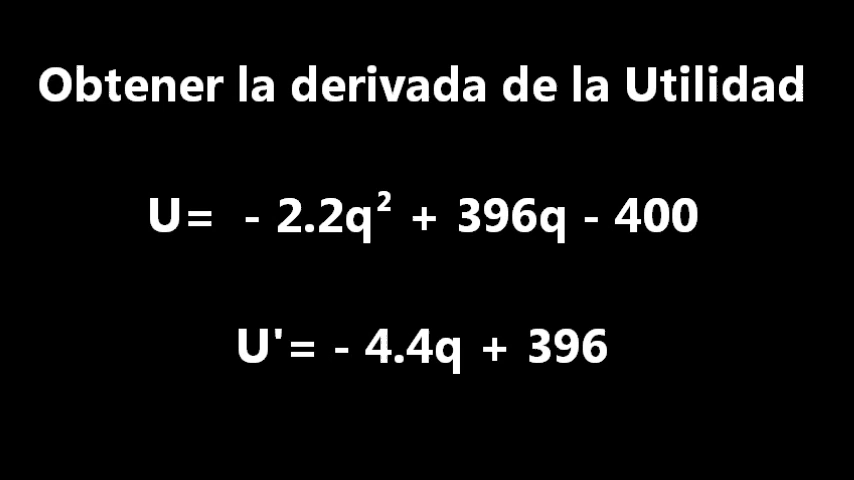 Obtener la derivada de la Utilidad
U= - 2.2q² + 396q - 400
U'= - 4.4q + 396